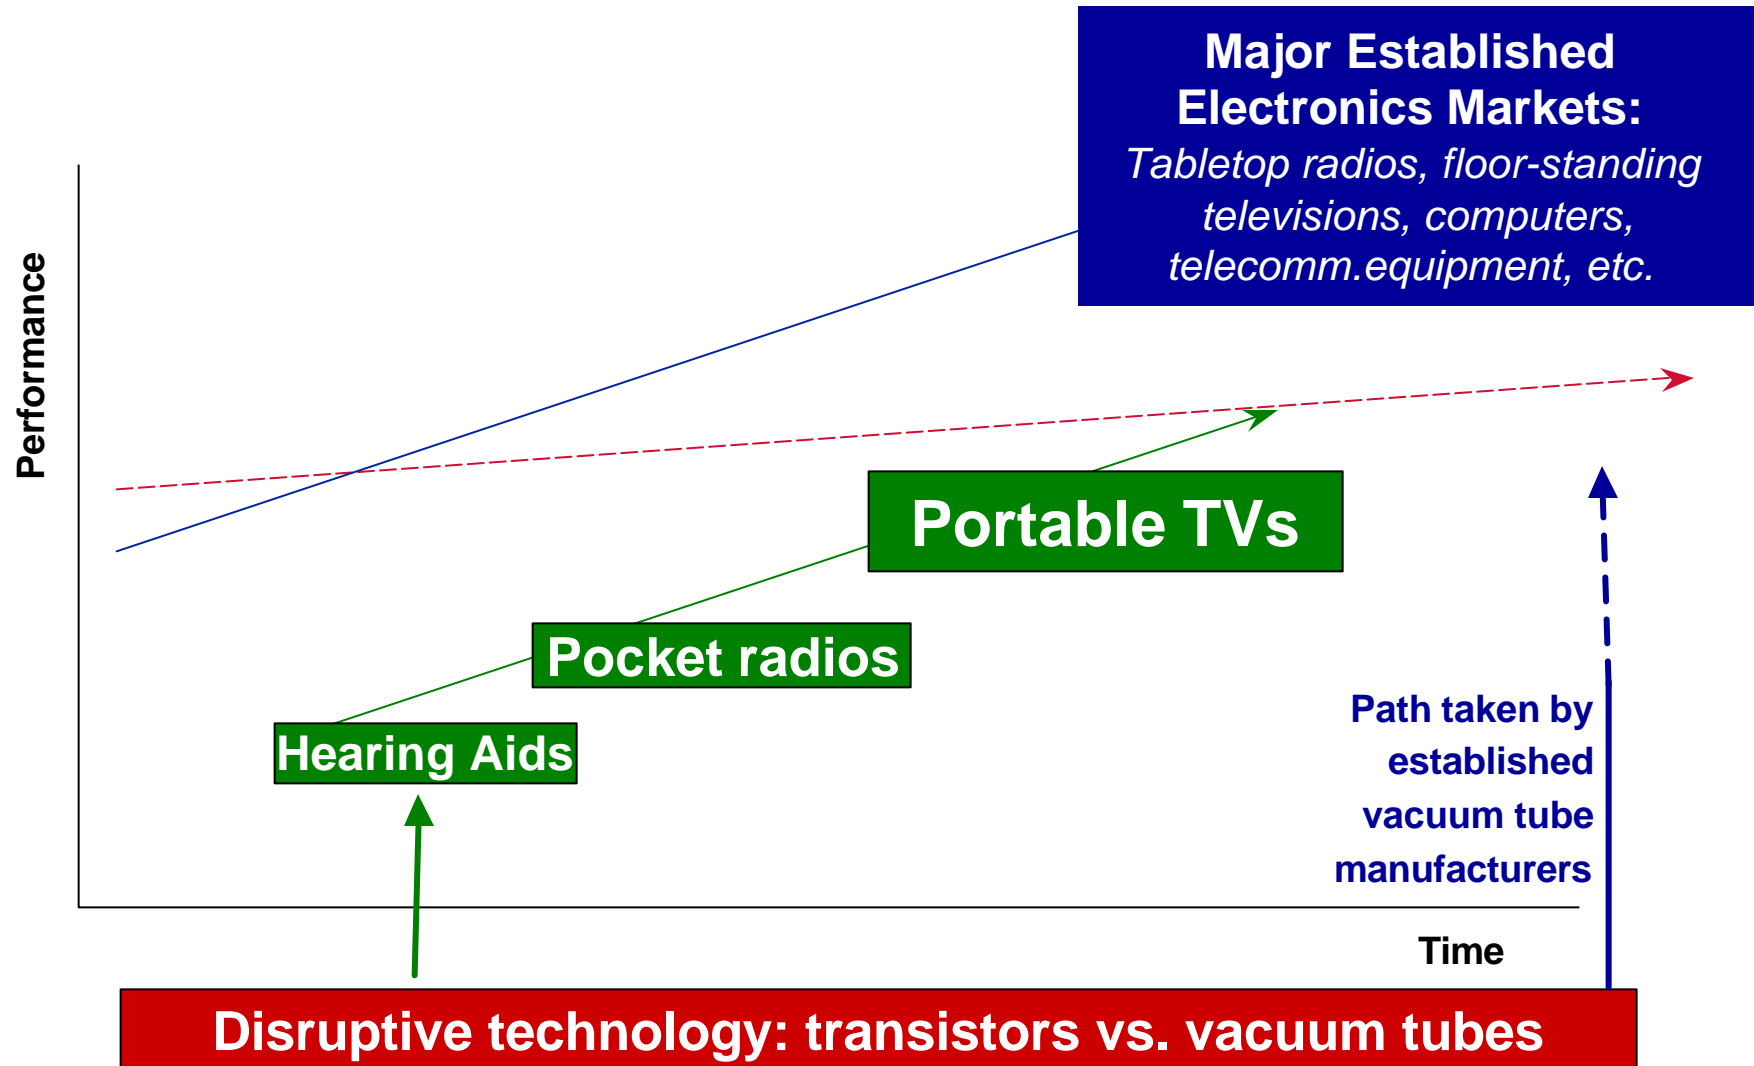 Major Established
Electronics Markets:
Tabletop radios, floor-standing
televisions, computers,
telecomm.equipment, etc.
Performance
Portable TVs
Pocket radios
Hearing Aids
Path taken by
established
vacuum tube
manufacturers
Time
Disruptive technology: transistors vs. vacuum tubes